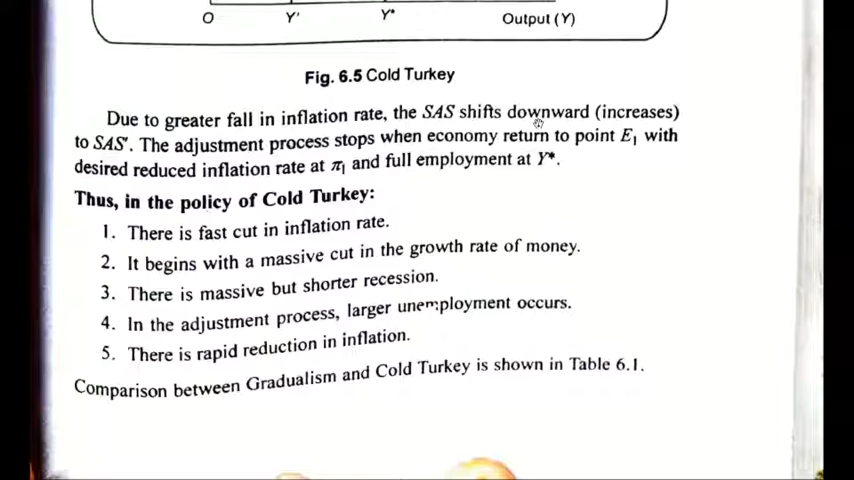 O Y' Y* Output (Y)
Fig. 6.5 Cold Turkey
Due to greater fall in inflation rate, the SAS shifts downward (increases)
to SAS'. The adjustment process stops when economy return to point E₁ with
desired reduced inflation rate at π₁ and full employment at Y*.
Thus, in the policy of Cold Turkey:
1. There is fast cut in inflation rate.
2. It begins with a massive cut in the growth rate of money.
3. There is massive but shorter recession.
4. In the adjustment process, larger unemployment occurs.
5. There is rapid reduction in inflation.
Comparison between Gradualism and Cold Turkey is shown in Table 6.1.